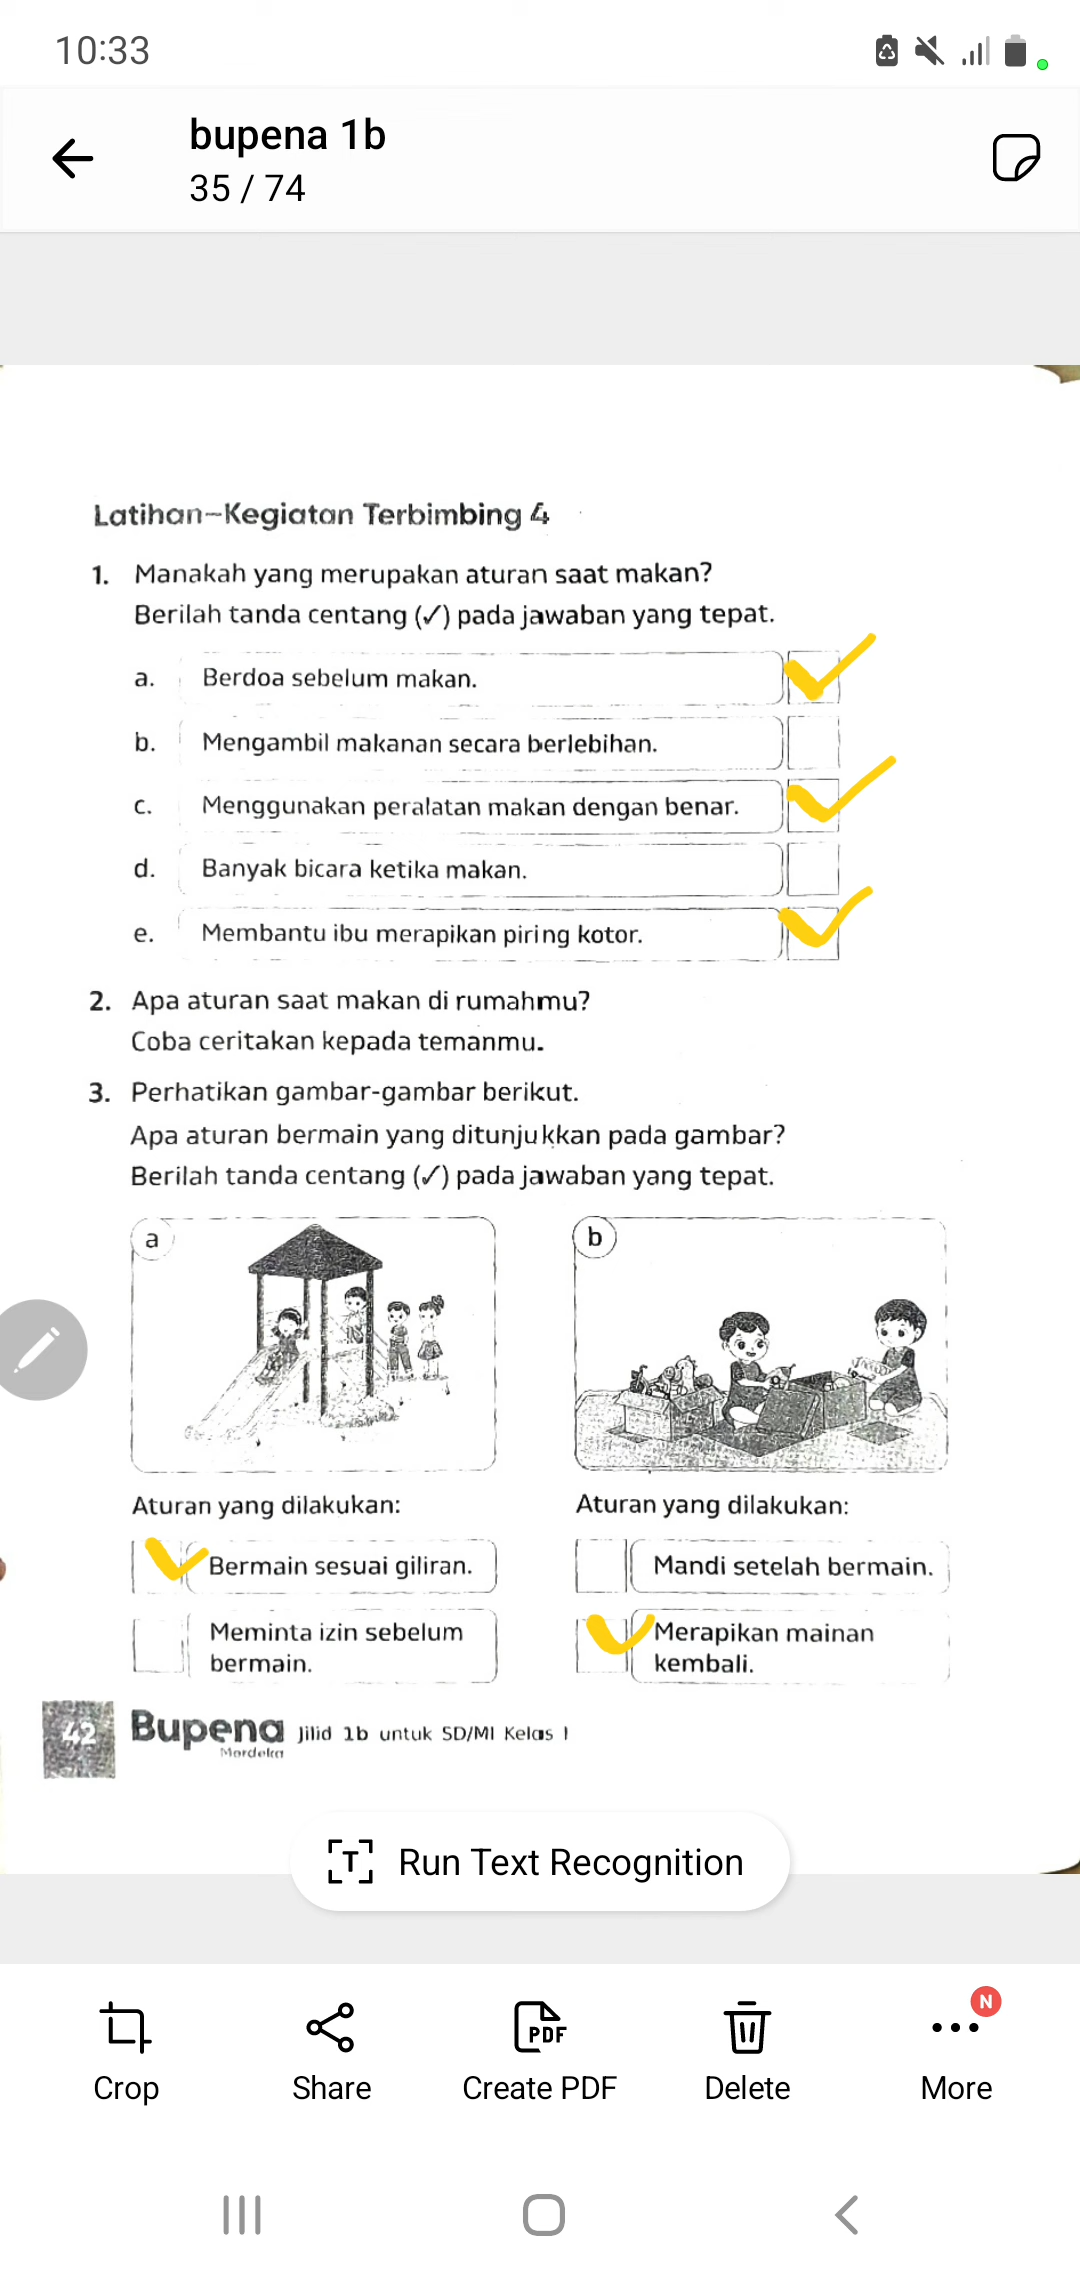 10:33
bupena 1b
35 / 74
Latihan-Kegiatan Terbimbing 4
1. Manakah yang merupakan aturan saat makan?
Berilah tanda centang (✓) pada jawaban yang tepat.
a. Berdoa sebelum makan.
b. Mengambil makanan secara berlebihan.
c. Menggunakan peralatan makan dengan benar.
d. Banyak bicara ketika makan.
e. Membantu ibu merapikan piring kotor.
2. Apa aturan saat makan di rumahmu?
Coba ceritakan kepada temanmu.
3. Perhatikan gambar-gambar berikut.
Apa aturan bermain yang ditunjukkan pada gambar?
Berilah tanda centang (✓) pada jawaban yang tepat.
a
b
Aturan yang dilakukan:
Bermain sesuai giliran.
Meminta izin sebelum
bermain.
Aturan yang dilakukan:
Mandi setelah bermain.
Merapikan mainan
kembali.
42 Bupena Jilid 1b untuk SD/MI Kelas I
Merdeka
Run Text Recognition
PDF
N
Crop Share Create PDF Delete More